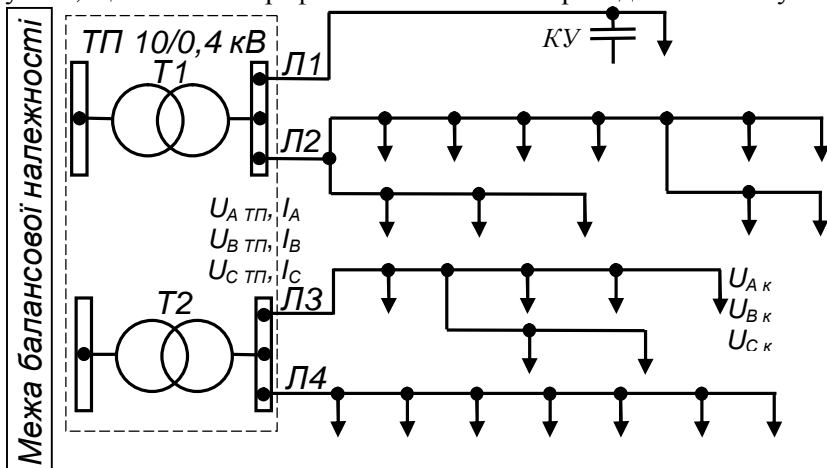 Межа балансової належності
ТП 10/0,4 кВ
Т1
Л1
КУ
Л2
U_A ТП, I_A
U_B ТП, I_B
U_C ТП, I_C
Л3
Т2
U_A к
U_B к
U_C к
Л4